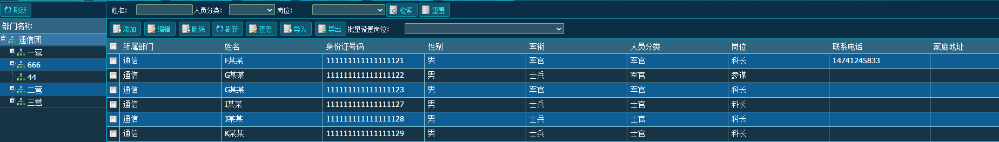 刷新
姓名: 人员分类: 岗位: 检索 重置
部门名称
添加 编辑 删除 刷新 查看 导入 导出 批量设置岗位:
通信团
一营
666
44
二营
三营
所属部门 姓名 身份证号码 性别 军衔 人员分类 岗位 联系电话 家庭地址
通信 F某某 111111111111111121 男 军官 军官 科长 14741245833
通信 G某某 111111111111111122 男 士兵 军官 参谋
通信 G某某 111111111111111123 男 军官 军官 科长
通信 I某某 111111111111111127 男 士兵 士官 科长
通信 J某某 111111111111111128 男 士兵 士官 科长
通信 K某某 111111111111111129 男 士兵 士官 科长